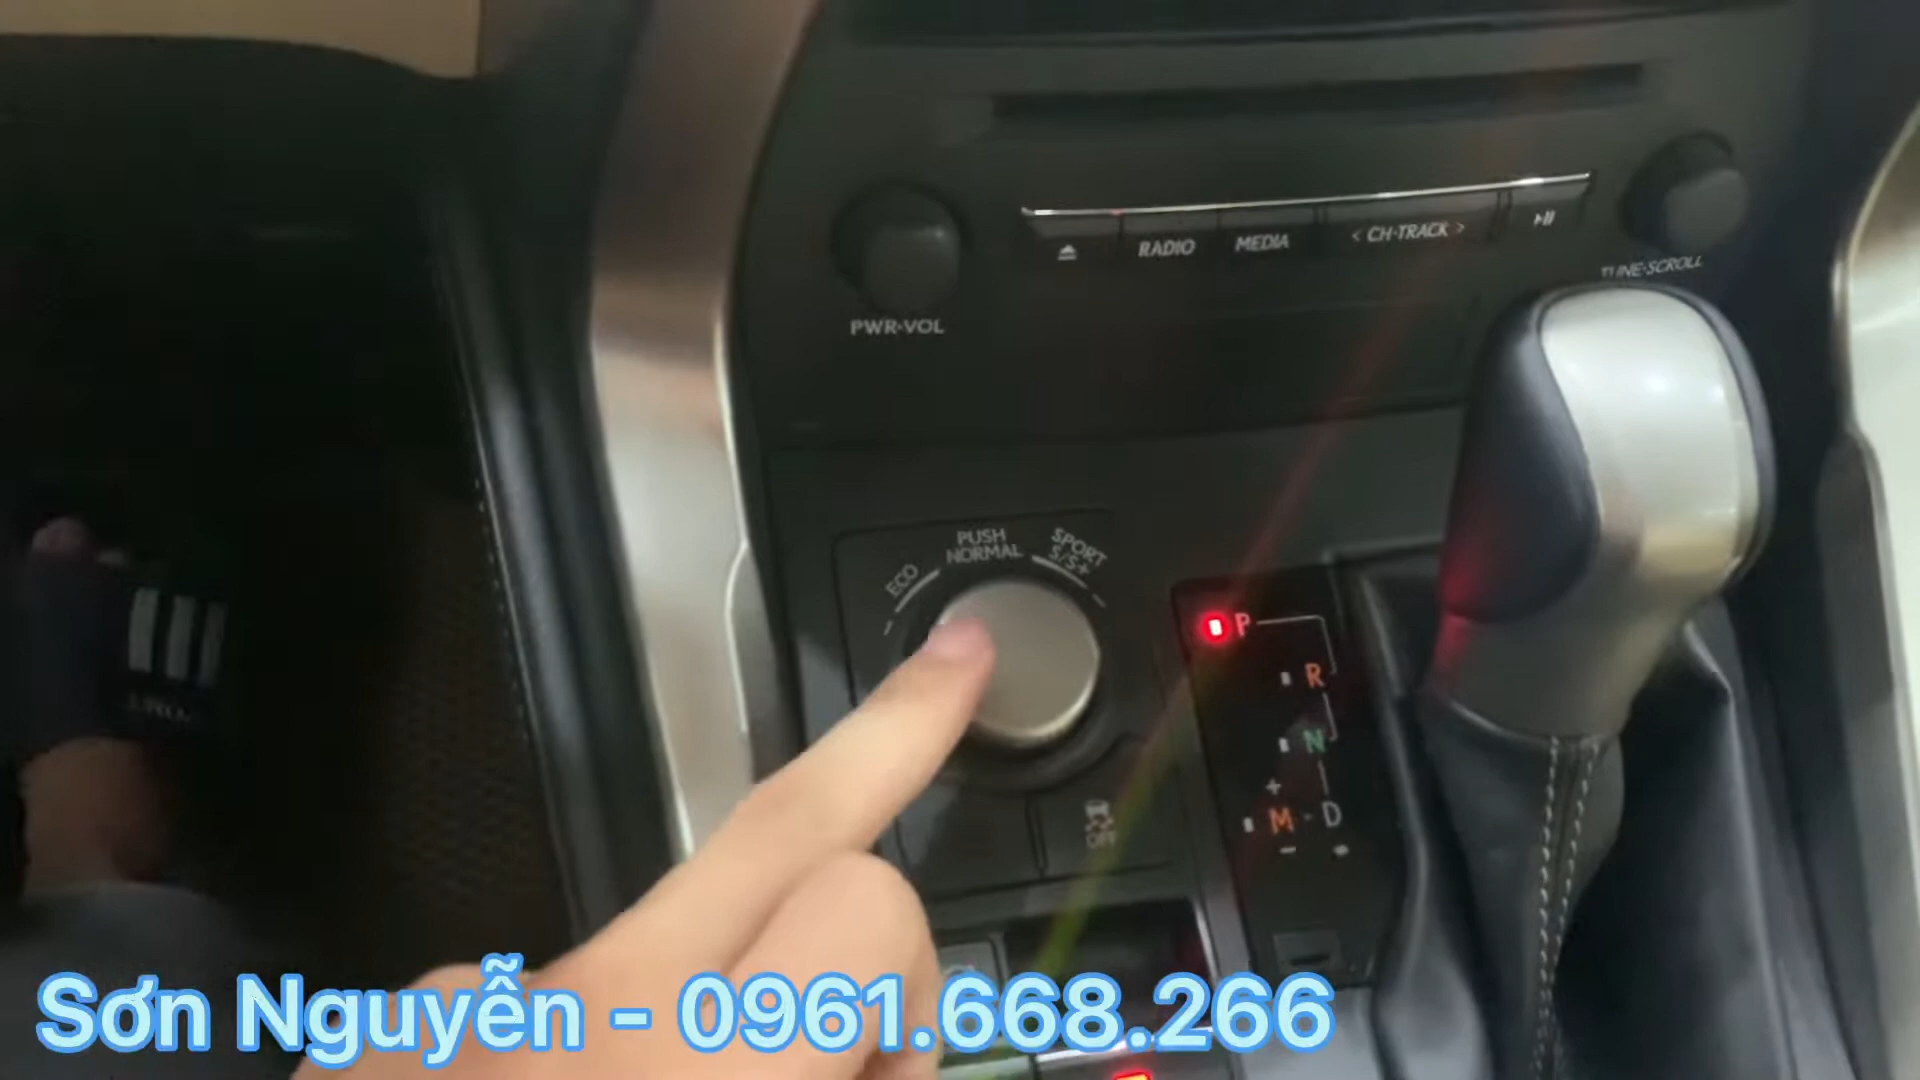 RADIO
MEDIA
< CH·TRACK >
TUNE·SCROLL
PWR·VOL
PUSH
NORMAL
ECO
SPORT
S/S+
P
R
N
+
M - D
−
OFF
Sơn Nguyễn - 0961.668.266